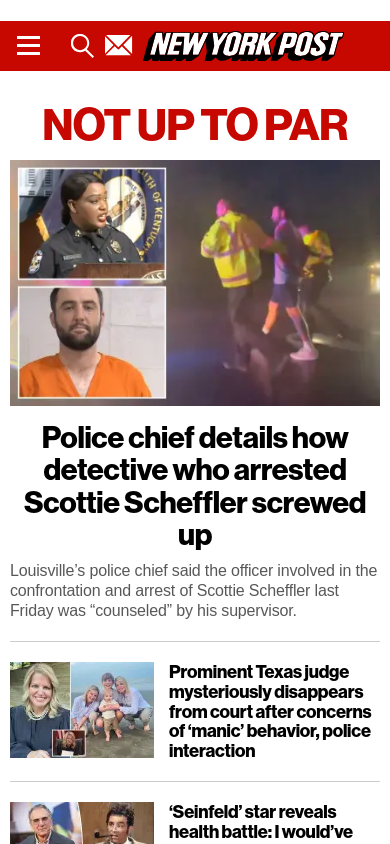 NEW YORK POST
NOT UP TO PAR
TH OF KENTUCKY
Police chief details how
detective who arrested
Scottie Scheffler screwed
up
Louisville’s police chief said the officer involved in the
confrontation and arrest of Scottie Scheffler last
Friday was “counseled” by his supervisor.
Prominent Texas judge
mysteriously disappears
from court after concerns
of ‘manic’ behavior, police
interaction
‘Seinfeld’ star reveals
health battle: I would’ve